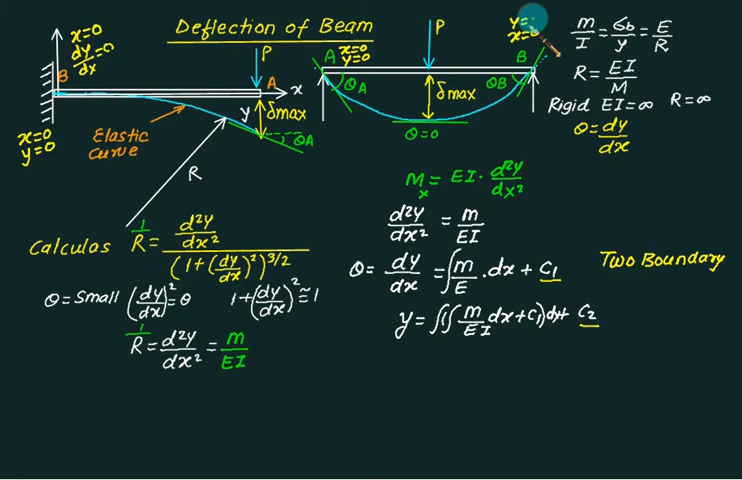 Deflection of Beam
x=0
dy/dx=0
B
P
A
x
x=0
y=0
Elastic
Curve
y
δmax
θA
R
P
A
x=0
y=0
θA
δmax
θ=0
θB
B
y=
x=0
m/I = σb/y = E/R
R = EI/M
Rigid EI=∞ R=∞
θ = dy/dx
Mx = EI · d²y/dx²
d²y/dx² = m/EI
θ = dy/dx = ∫ m/E · dx + C1
y = ∫(∫ m/EI dx + C1) dx + C2
Two Boundary
Calculas 1/R = d²y/dx² / (1+(dy/dx)²)^3/2
θ = Small (dy/dx)² = 0 1+(dy/dx)² ≈ 1
1/R = d²y/dx² = m/EI